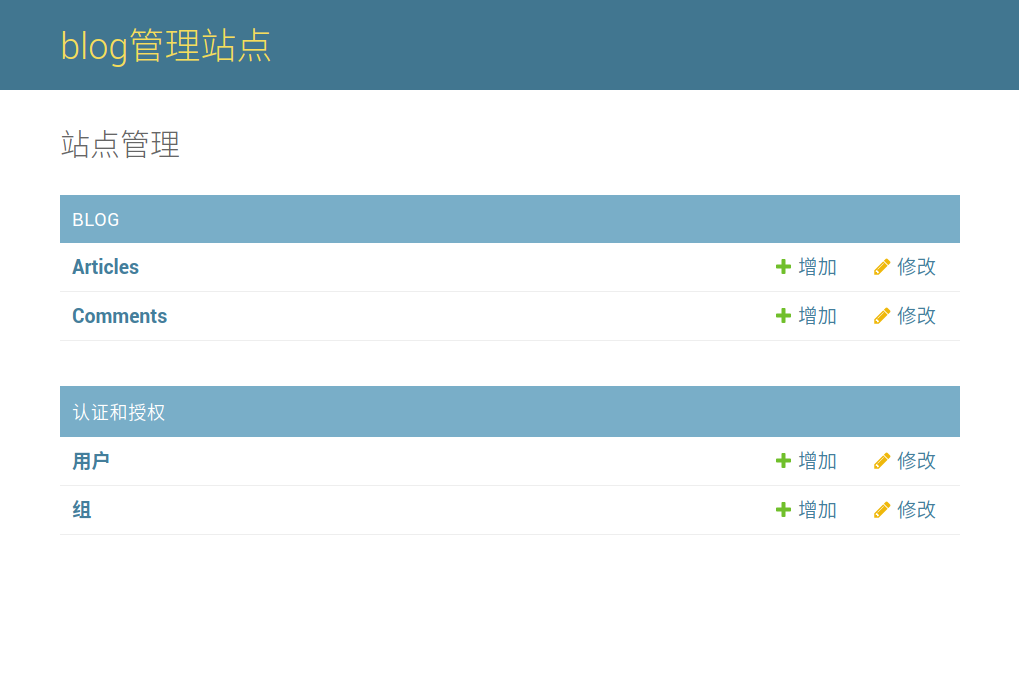 blog管理站点
站点管理
BLOG
Articles 增加 修改
Comments 增加 修改
认证和授权
用户 增加 修改
组 增加 修改